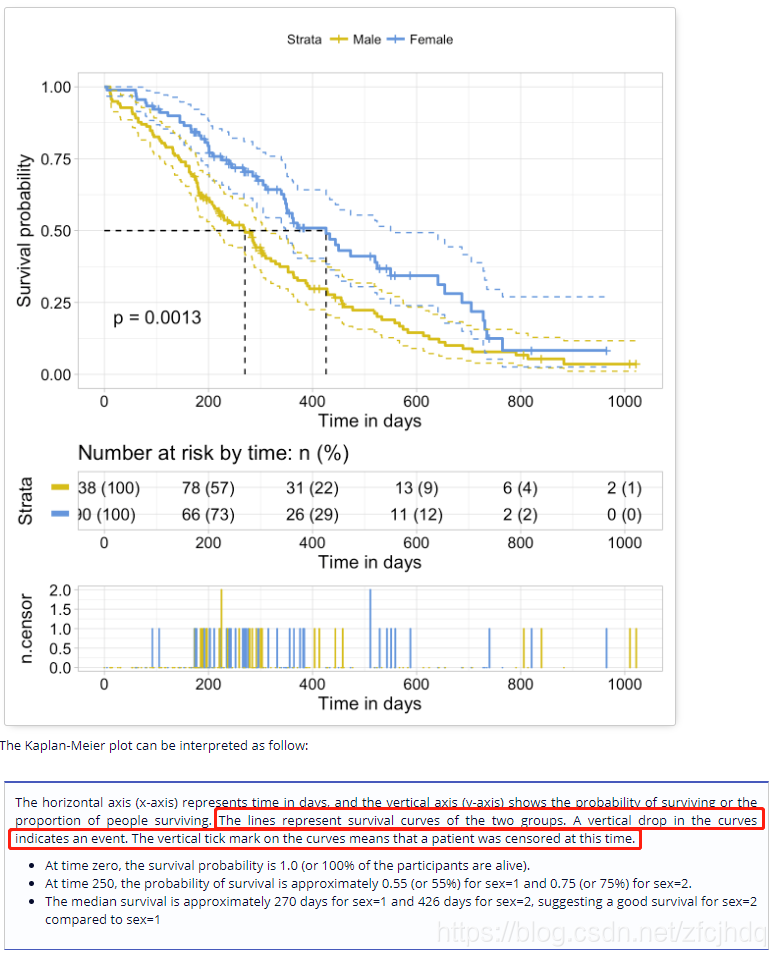 Strata Male Female
1.00
0.75
0.50
0.25
0.00
Survival probability
p = 0.0013
0 200 400 600 800 1000
Time in days
Number at risk by time: n (%)
Strata
38 (100) 78 (57) 31 (22) 13 (9) 6 (4) 2 (1)
90 (100) 66 (73) 26 (29) 11 (12) 2 (2) 0 (0)
0 200 400 600 800 1000
Time in days
n.censor
2.0
1.5
1.0
0.5
0.0
0 200 400 600 800 1000
Time in days
The Kaplan-Meier plot can be interpreted as follow:
The horizontal axis (x-axis) represents time in days, and the vertical axis (y-axis) shows the probability of surviving or the
proportion of people surviving. The lines represent survival curves of the two groups. A vertical drop in the curves
indicates an event. The vertical tick mark on the curves means that a patient was censored at this time.
• At time zero, the survival probability is 1.0 (or 100% of the participants are alive).
• At time 250, the probability of survival is approximately 0.55 (or 55%) for sex=1 and 0.75 (or 75%) for sex=2.
• The median survival is approximately 270 days for sex=1 and 426 days for sex=2, suggesting a good survival for sex=2
compared to sex=1
https://blog.csdn.net/zfcjhdq